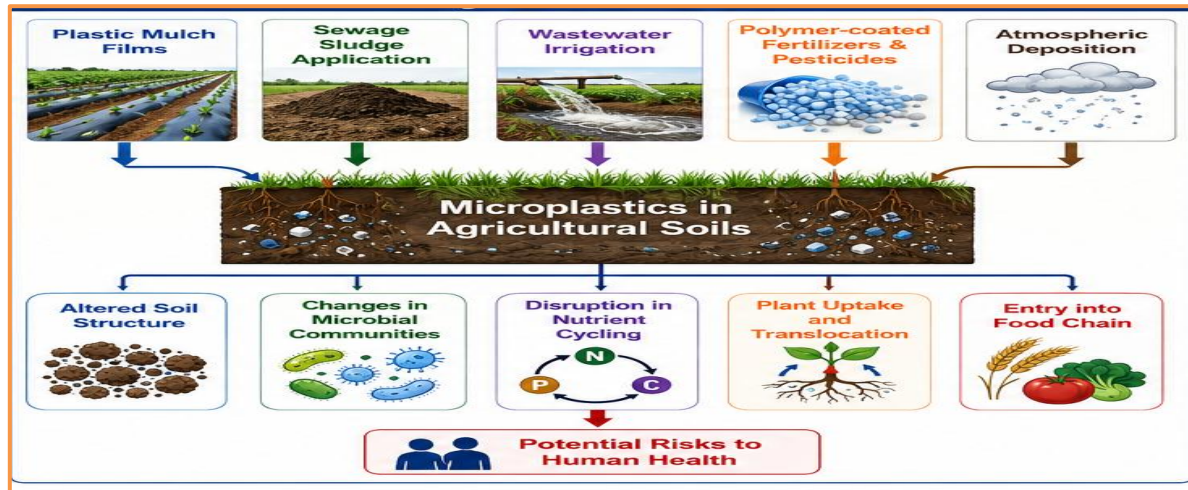 Plastic Mulch
Films
Sewage
Sludge
Application
Wastewater
Irrigation
Polymer-coated
Fertilizers &
Pesticides
Atmospheric
Deposition
Microplastics in
Agricultural Soils
Altered Soil
Structure
Changes in
Microbial
Communities
Disruption in
Nutrient
Cycling
N
P
C
Plant Uptake
and
Translocation
Entry into
Food Chain
Potential Risks to
Human Health